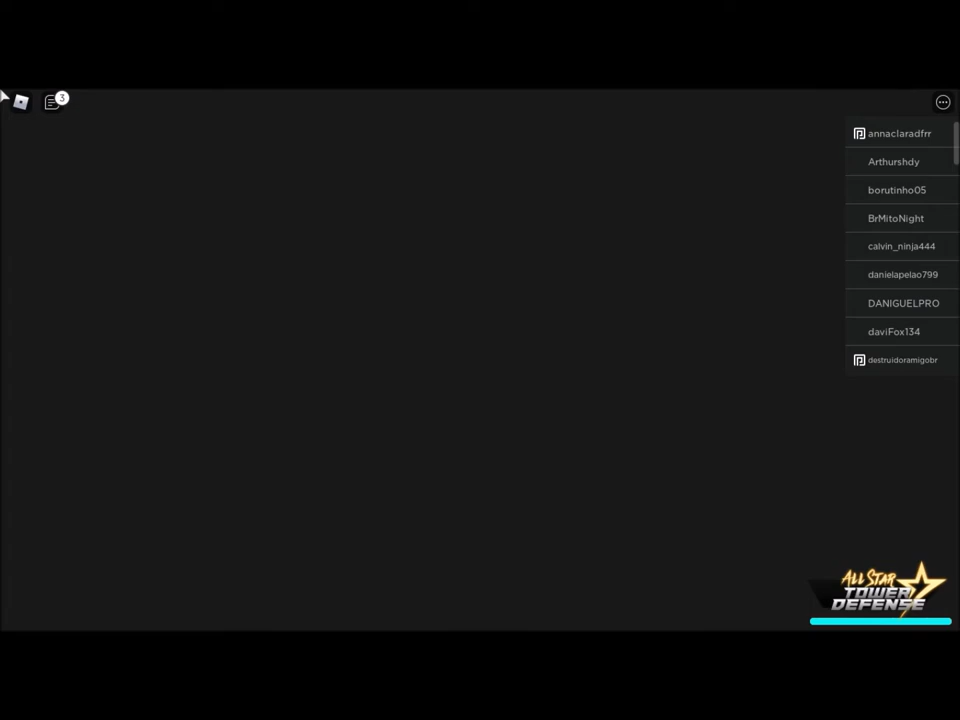 3
annaclaradfrr
Arthurshdy
borutinho05
BrMitoNight
calvin_ninja444
danielapelao799
DANIGUELPRO
daviFox134
destruidoramigobr
ALL STAR
TOWER
DEFENSE